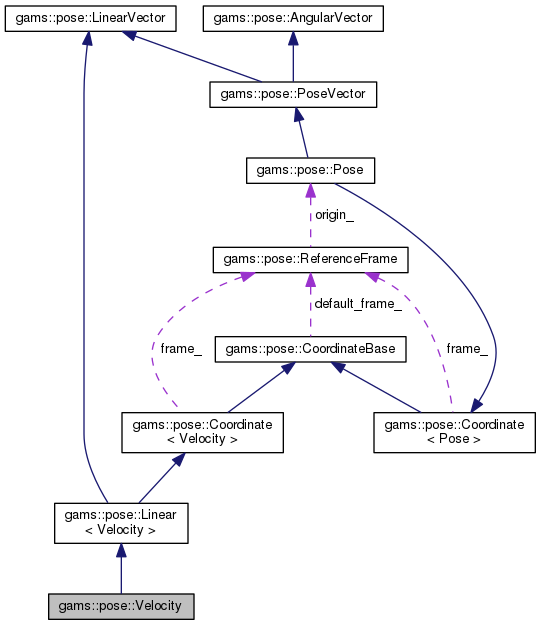 gams::pose::LinearVector
gams::pose::AngularVector
gams::pose::PoseVector
gams::pose::Pose
origin_
gams::pose::ReferenceFrame
default_frame_
frame_
frame_
gams::pose::CoordinateBase
gams::pose::Coordinate
< Velocity >
gams::pose::Coordinate
< Pose >
gams::pose::Linear
< Velocity >
gams::pose::Velocity